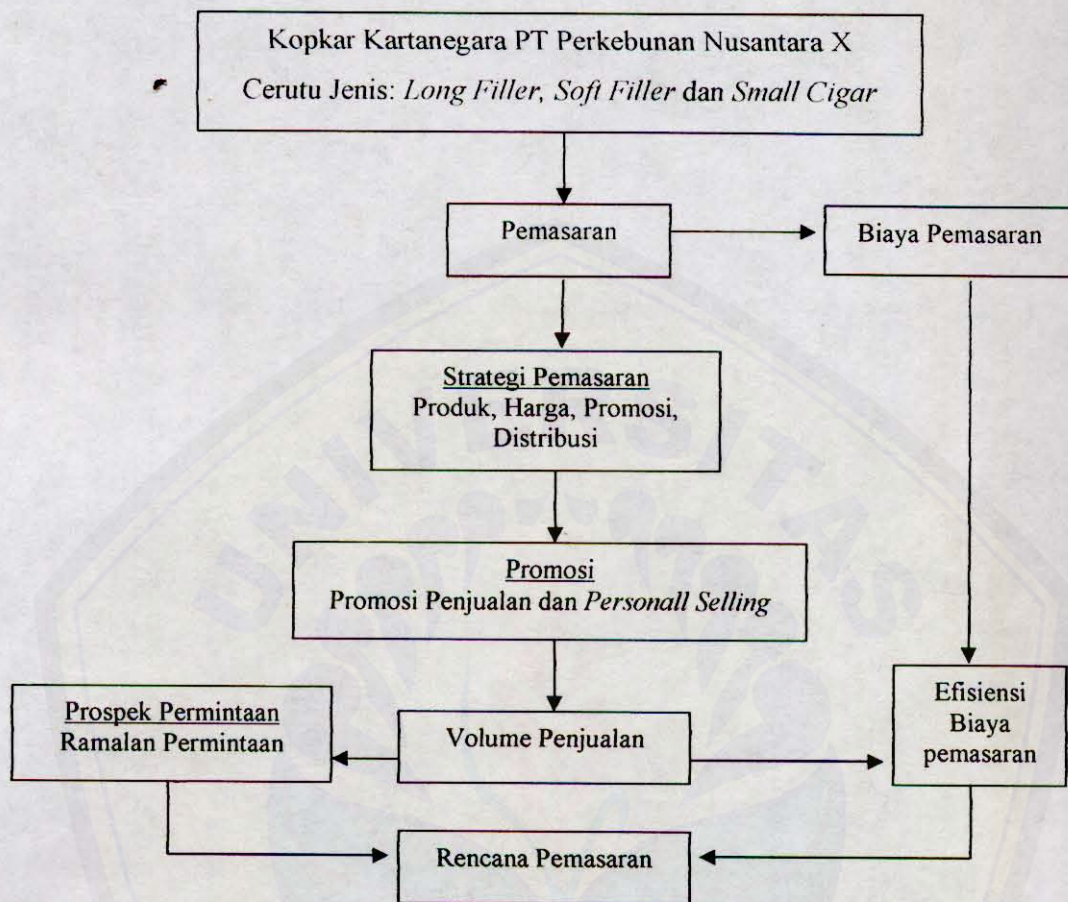 Kopkar Kartanegara PT Perkebunan Nusantara X
Cerutu Jenis: Long Filler, Soft Filler dan Small Cigar
Pemasaran
Biaya Pemasaran
Strategi Pemasaran
Produk, Harga, Promosi,
Distribusi
Promosi
Promosi Penjualan dan Personall Selling
Prospek Permintaan
Ramalan Permintaan
Volume Penjualan
Efisiensi
Biaya
pemasaran
Rencana Pemasaran
UNIVERSITAS